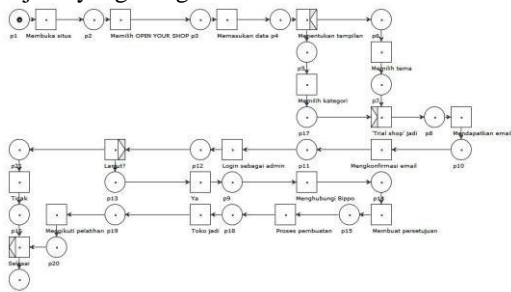 p1 Membuka situs p2 Memilih OPEN YOUR SHOP p3 Memasukan data p4 Menentukan tampilan p6
p5 Memilih tema
Memilih kategori p7
p17 'Trial shop' jadi p8 Mendapatkan email
p21 Lanjut? p12 Login sebagai admin p11 Mengkonfirmasi email p10
Tidak p13 Ya p9 Menghubungi Bippo p14
Mengikuti pelatihan p19 Toko jadi p18 Proses pembuatan p15 Membuat persetujuan
Selesai p20